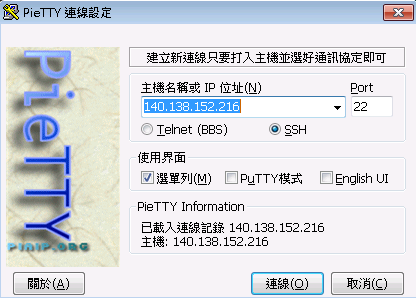 PieTTY 連線設定
PieTTY
PIAIP.ORG
建立新連線只要打入主機並選好通訊協定即可
主機名稱或 IP 位址(N)
Port
140.138.152.216
22
Telnet (BBS)
SSH
使用界面
選單列(M)
PuTTY模式
English UI
PieTTY Information
已載入連線記錄 140.138.152.216
主機: 140.138.152.216
關於(A)
連線(O)
取消(C)